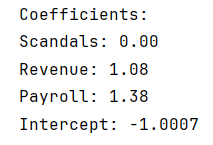 Coefficients:
Scandals: 0.00
Revenue: 1.08
Payroll: 1.38
Intercept: -1.0007